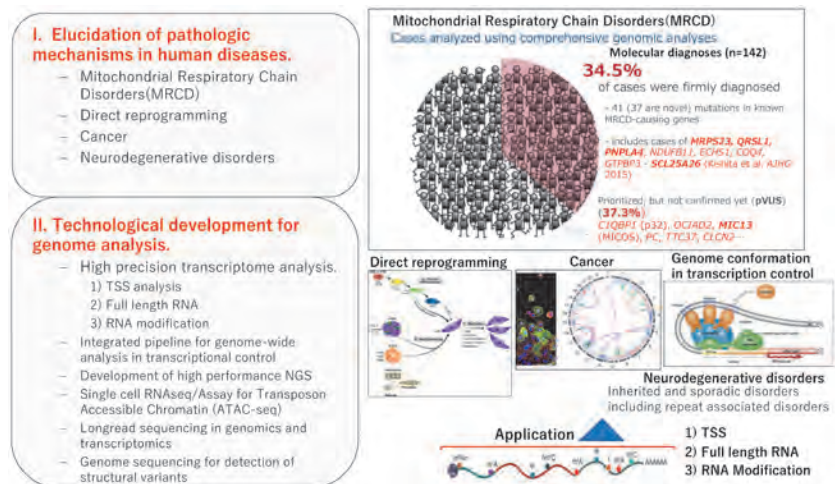 I. Elucidation of pathologic
mechanisms in human diseases.
– Mitochondrial Respiratory Chain
Disorders(MRCD)
– Direct reprogramming
– Cancer
– Neurodegenerative disorders
II. Technological development for
genome analysis.
– High precision transcriptome analysis.
1) TSS analysis
2) Full length RNA
3) RNA modification
– Integrated pipeline for genome-wide
analysis in transcriptional control
– Development of high performance NGS
– Single cell RNAseq/Assay for Transposon
Accessible Chromatin (ATAC-seq)
– Longread sequencing in genomics and
transcriptomics
– Genome sequencing for detection of
structural variants
Mitochondrial Respiratory Chain Disorders(MRCD)
Cases analyzed using comprehensive genomic analyses
Molecular diagnoses (n=142)
34.5%
of cases were firmly diagnosed
- 41 (37 are novel) mutations in known
MRCD-causing genes
- includes cases of MRPS23, QRSL1,
PNPLA4, NDUFB11, ECHS1, COQ4,
GTPBP3 - SCL25A26 (Kishita et al. AJHG
2015)
Prioritized, but not confirmed yet (pVUS)
(37.3%)
C1QBP1 (p32), OCIAD2, MIC13
(MICOS), PC, TTC37, CLCN2…
Direct reprogramming
Cancer
Genome conformation
in transcription control
Neurodegenerative disorders
Inherited and sporadic disorders
including repeat associated disorders
Application
1) TSS
2) Full length RNA
3) RNA Modification
AAAAAA